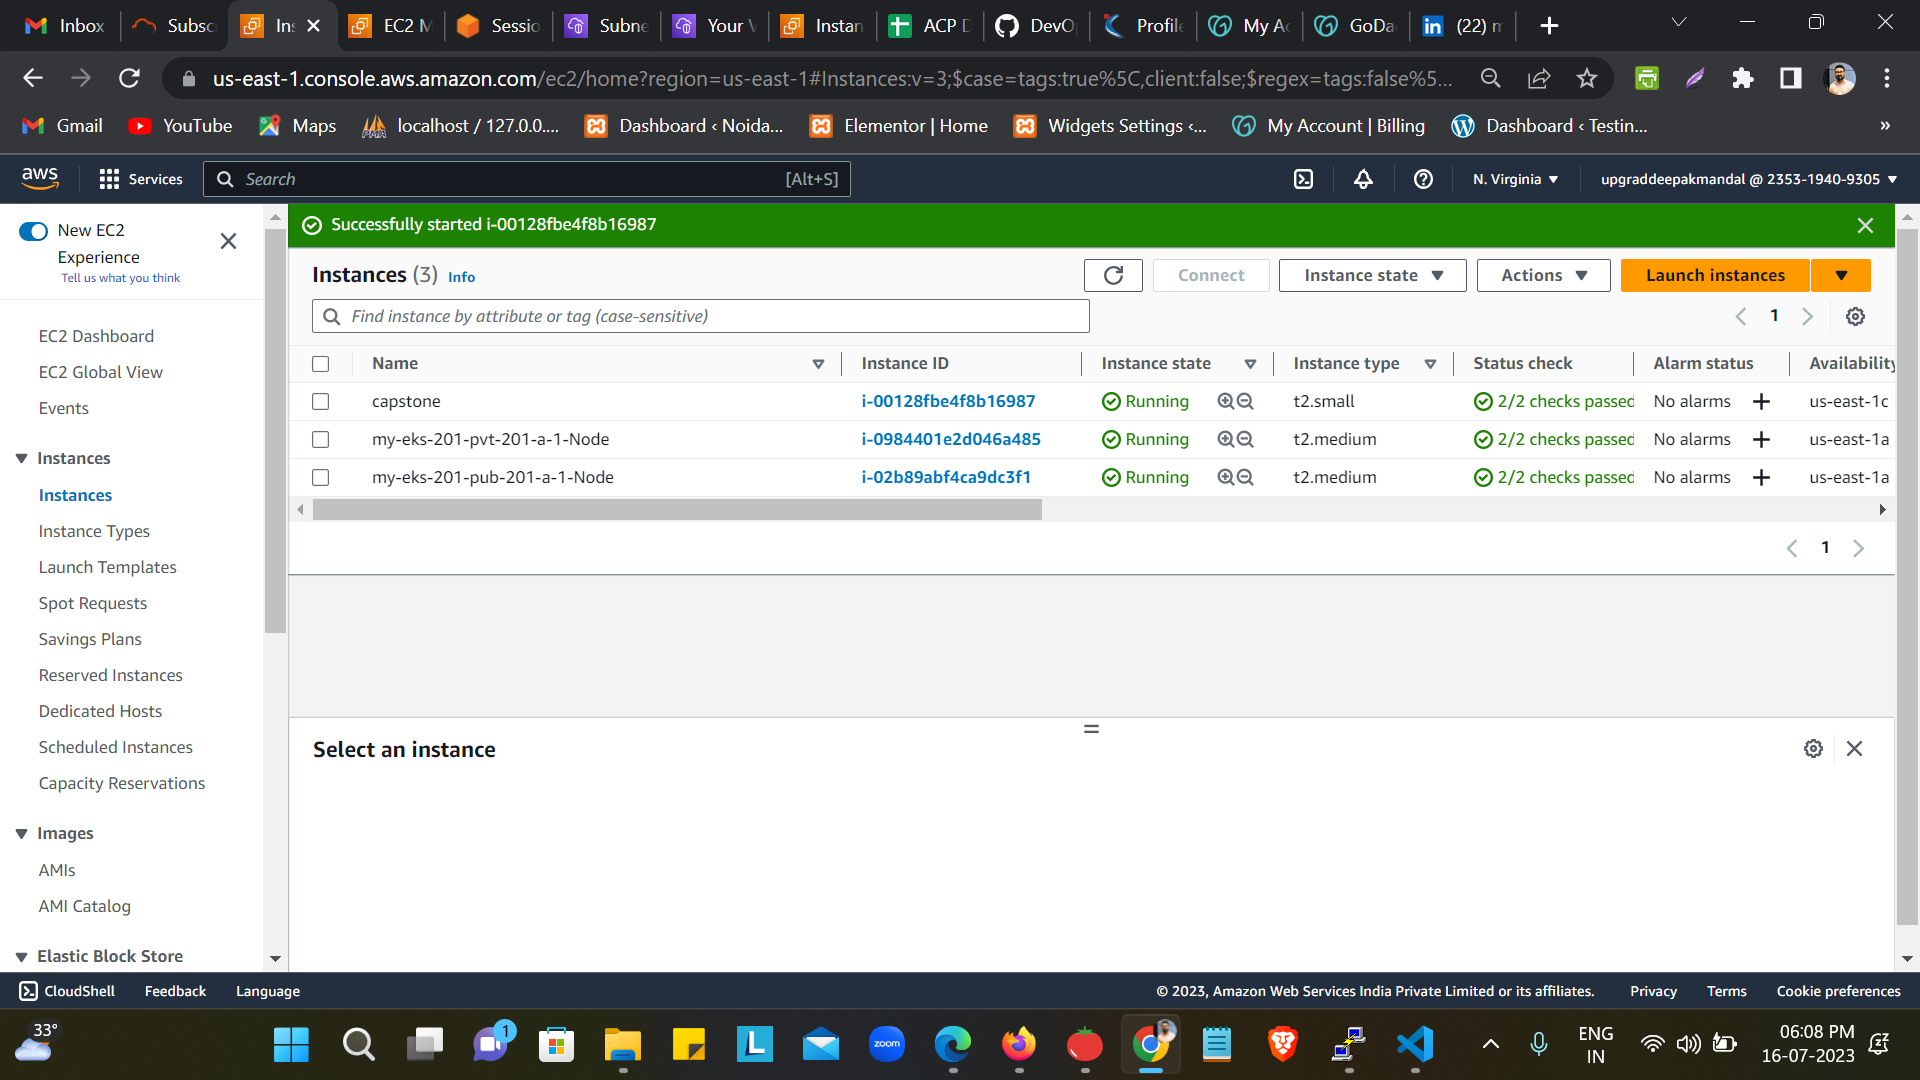 Inbox
Subsc
Ins
EC2 M
Sessio
Subne
Your V
Instan
ACP D
DevO
Profile
My Ac
GoDa
(22) m
us-east-1.console.aws.amazon.com/ec2/home?region=us-east-1#Instances:v=3;$case=tags:true%5C,client:false;$regex=tags:false%5...
Gmail
YouTube
Maps
localhost / 127.0.0....
Dashboard ‹ Noida...
Elementor | Home
Widgets Settings ‹...
My Account | Billing
Dashboard ‹ Testin...
»
aws
Services
Search
[Alt+S]
N. Virginia
upgraddeepakmandal @ 2353-1940-9305
New EC2
Experience
Tell us what you think
Successfully started i-00128fbe4f8b16987
EC2 Dashboard
EC2 Global View
Events
Instances
Instances
Instance Types
Launch Templates
Spot Requests
Savings Plans
Reserved Instances
Dedicated Hosts
Scheduled Instances
Capacity Reservations
Images
AMIs
AMI Catalog
Elastic Block Store
Instances (3) Info
Connect
Instance state
Actions
Launch instances
Find instance by attribute or tag (case-sensitive)
1
Name Instance ID Instance state Instance type Status check Alarm status Availability
capstone i-00128fbe4f8b16987 Running t2.small 2/2 checks passed No alarms + us-east-1c
my-eks-201-pvt-201-a-1-Node i-0984401e2d046a485 Running t2.medium 2/2 checks passed No alarms + us-east-1a
my-eks-201-pub-201-a-1-Node i-02b89abf4ca9dc3f1 Running t2.medium 2/2 checks passed No alarms + us-east-1a
1
Select an instance
CloudShell
Feedback
Language
© 2023, Amazon Web Services India Private Limited or its affiliates.
Privacy
Terms
Cookie preferences
33°
1
L
zoom
ENG
IN
06:08 PM
16-07-2023